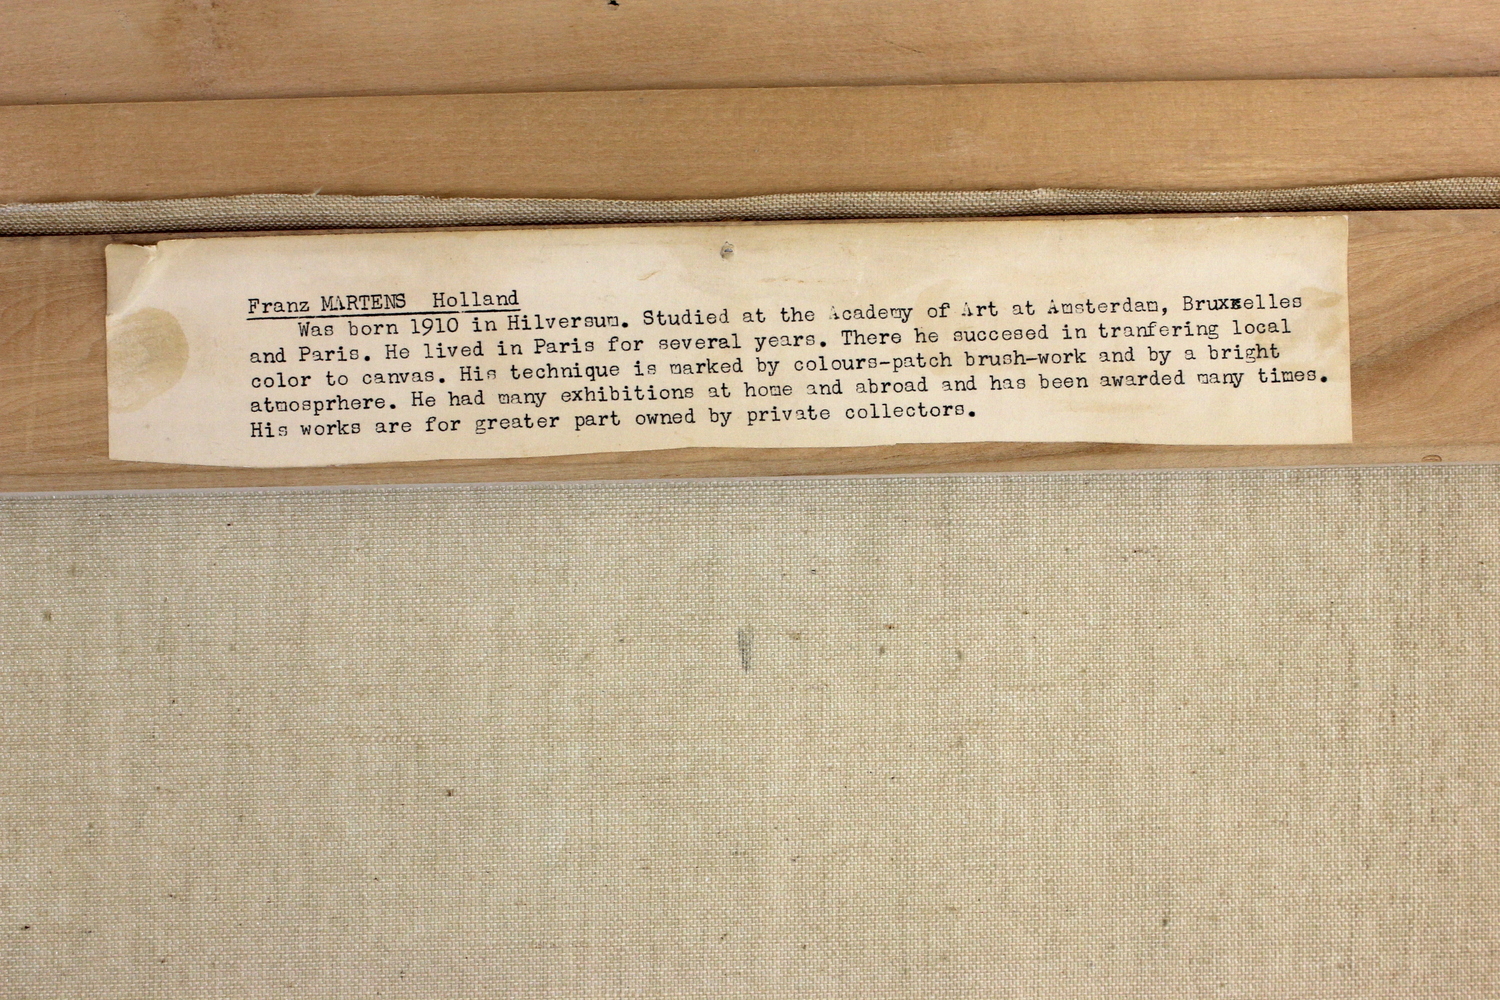 Franz MARTENS Holland
Was born 1910 in Hilversum. Studied at the Academy of Art at Amsterdam, Bruxxelles
and Paris. He lived in Paris for several years. There he succesed in tranfering local
color to canvas. His technique is marked by colours-patch brush-work and by a bright
atmosprhere. He had many exhibitions at home and abroad and has been awarded many times.
His works are for greater part owned by private collectors.